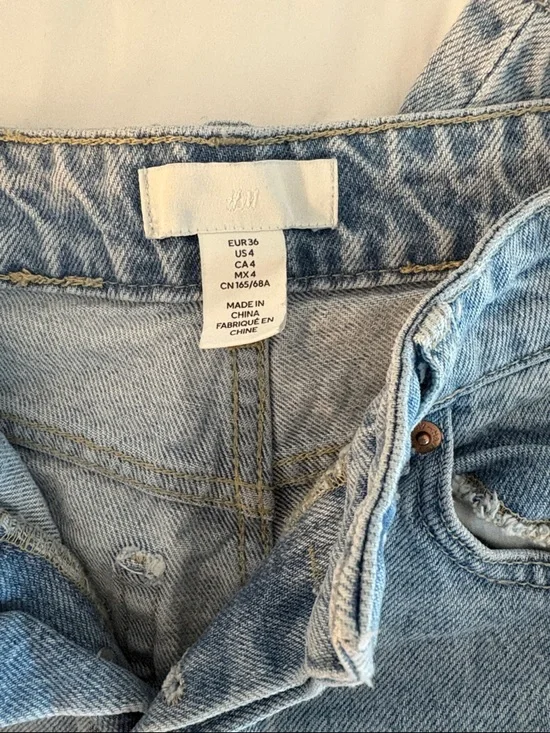 H&M
EUR 36
US 4
CA 4
MX 4
CN 165/68A
MADE IN
CHINA
FABRIQUÉ EN
CHINE